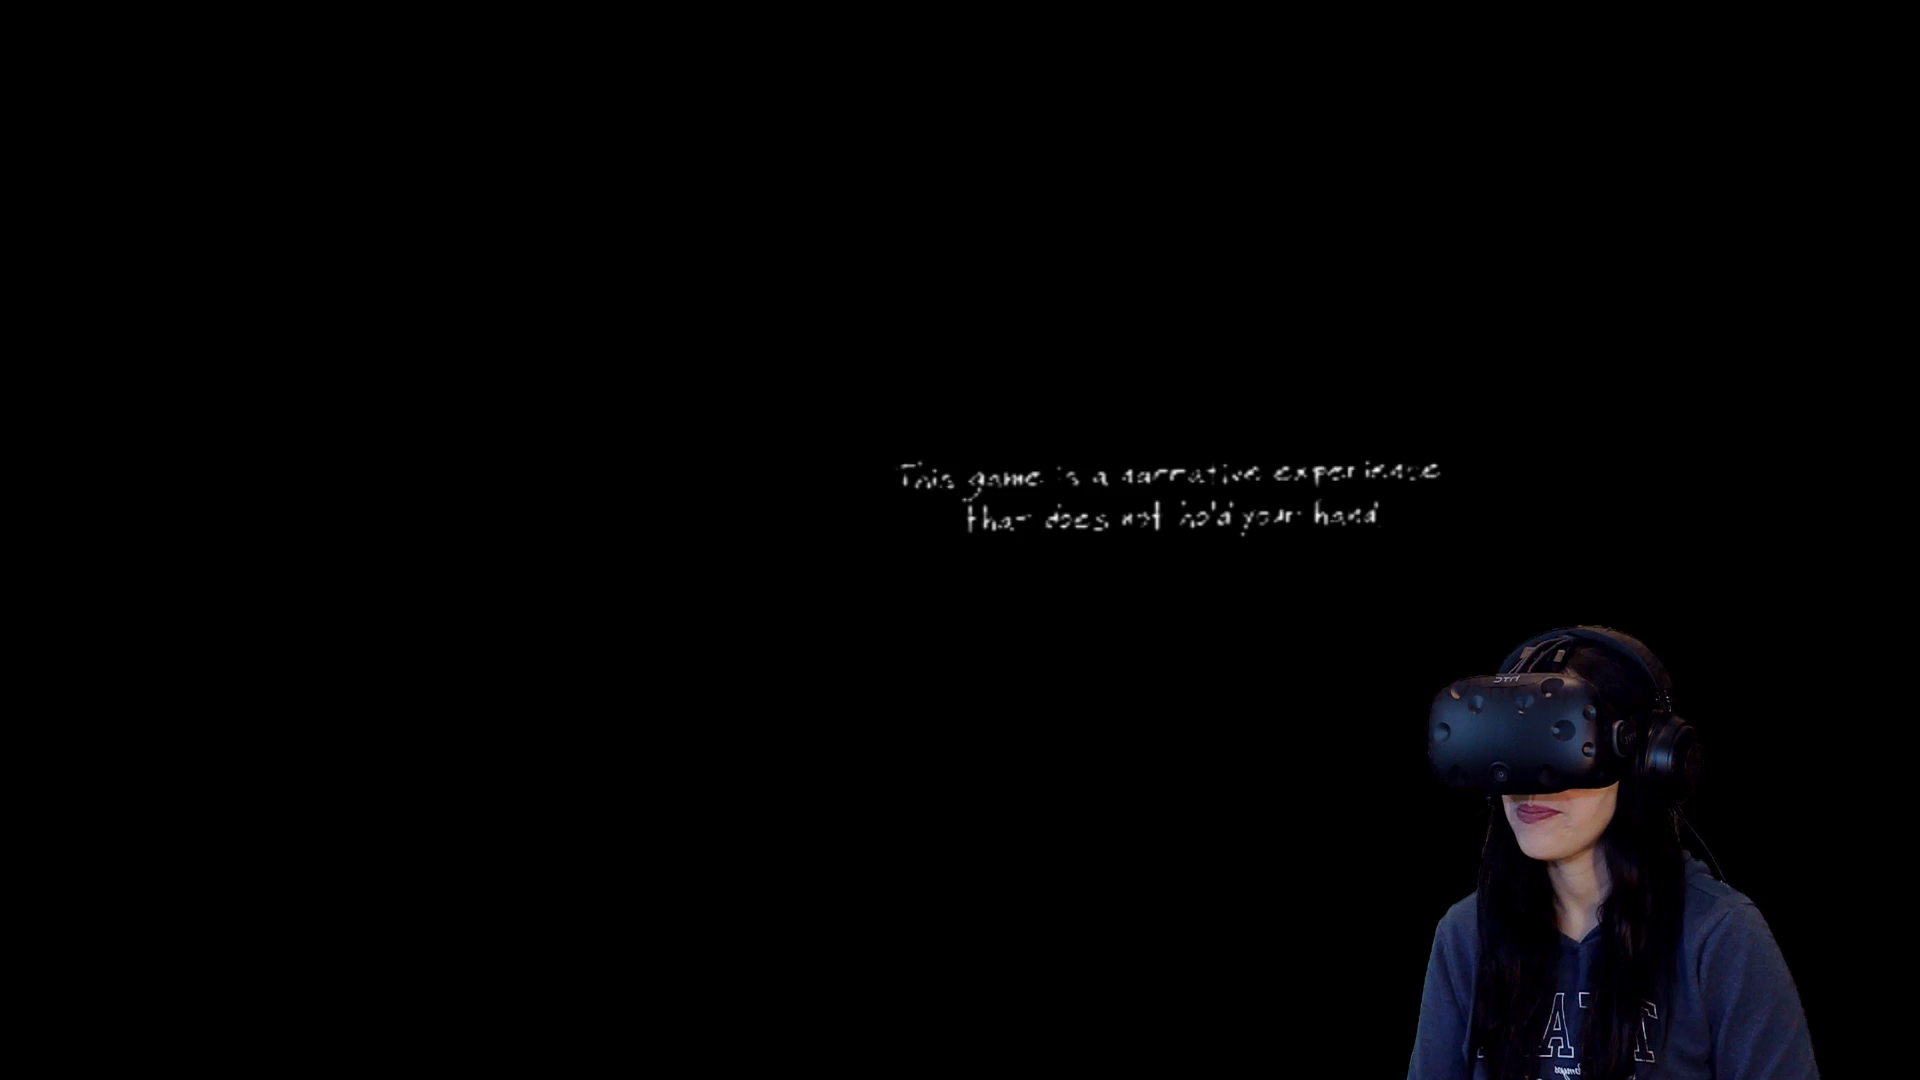 This game is a narrative experience
that does not hold your hand.